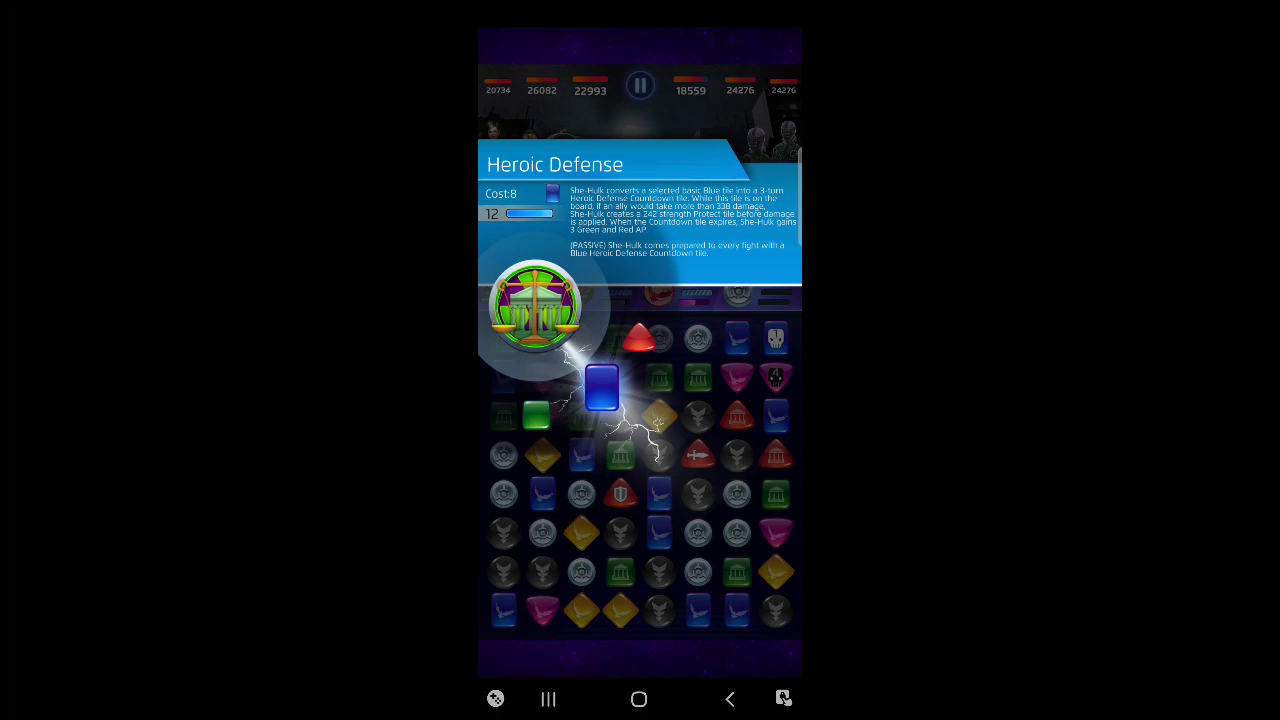 20734 26082 22993 18559 24276 24276
Heroic Defense
Cost:8
12
She-Hulk converts a selected basic Blue tile into a 3-turn
Heroic Defense Countdown tile. While this tile is on the
board, if an ally would take more than 338 damage,
She-Hulk creates a 242 strength Protect tile before damage
is applied. When the Countdown tile expires, She-Hulk gains
3 Green and Red AP.
(PASSIVE) She-Hulk comes prepared to every fight with a
Blue Heroic Defense Countdown tile.
1
4